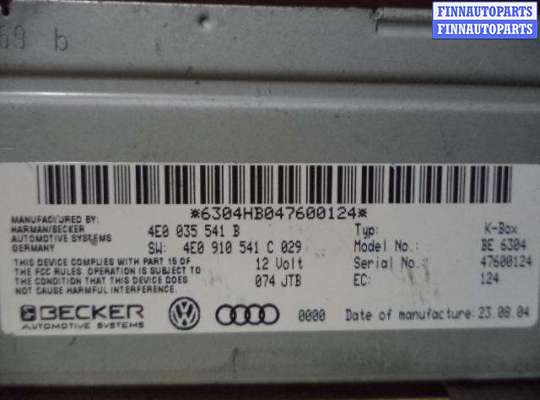 FINNAUTOPARTS
FINNAUTOPARTS
69 b
*6304HB047600124*
MANUFACTURED BY:
HARMAN/BECKER
AUTOMOTIVE SYSTEMS
GERMANY
4E0 035 541 B
SW: 4E0 910 541 C 029
12 Volt
074 JTB
Typ: K-Box
Model No.: BE 6304
Serial No.: 47600124
EC: 124
THIS DEVICE COMPLIES WITH PART 15 OF
THE FCC RULES. OPERATION IS SUBJECT TO
THE CONDITION THAT THIS DEVICE DOES
NOT CAUSE HARMFUL INTERFERENCE.
BECKER
AUTOMOTIVE SYSTEMS
0000 Date of manufacture: 23.08.04